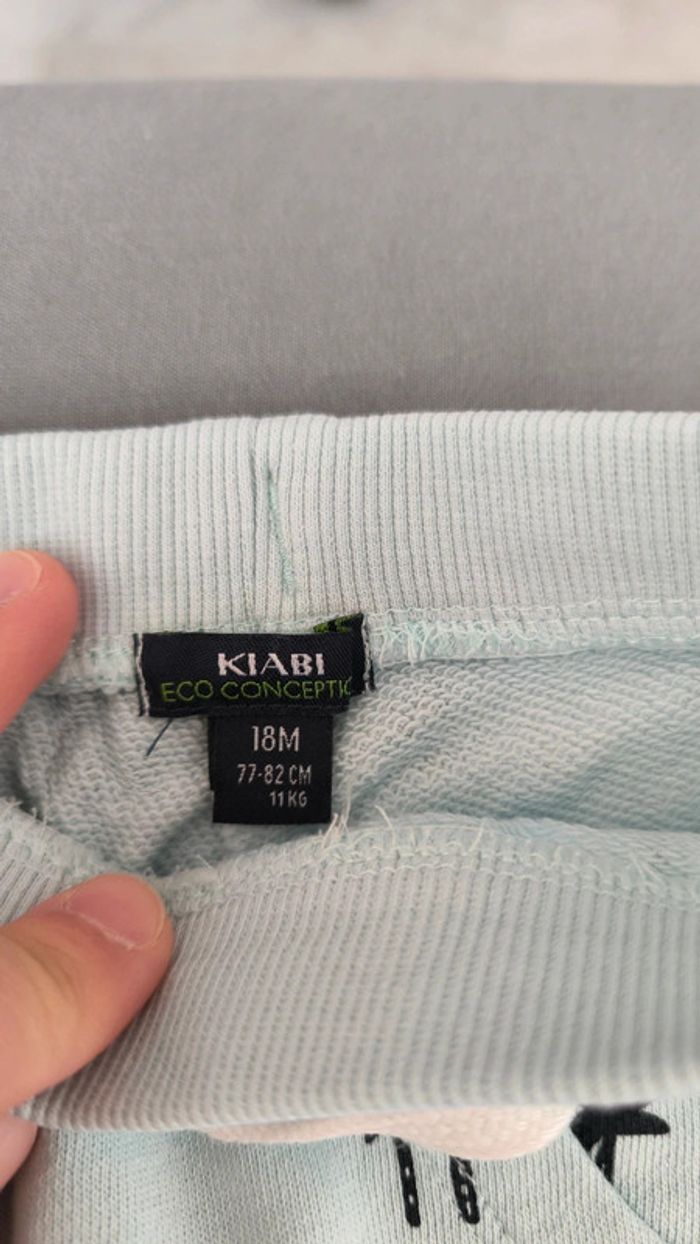 KIABI
ECO CONCEPTIO
18M
77-82 CM
11 KG